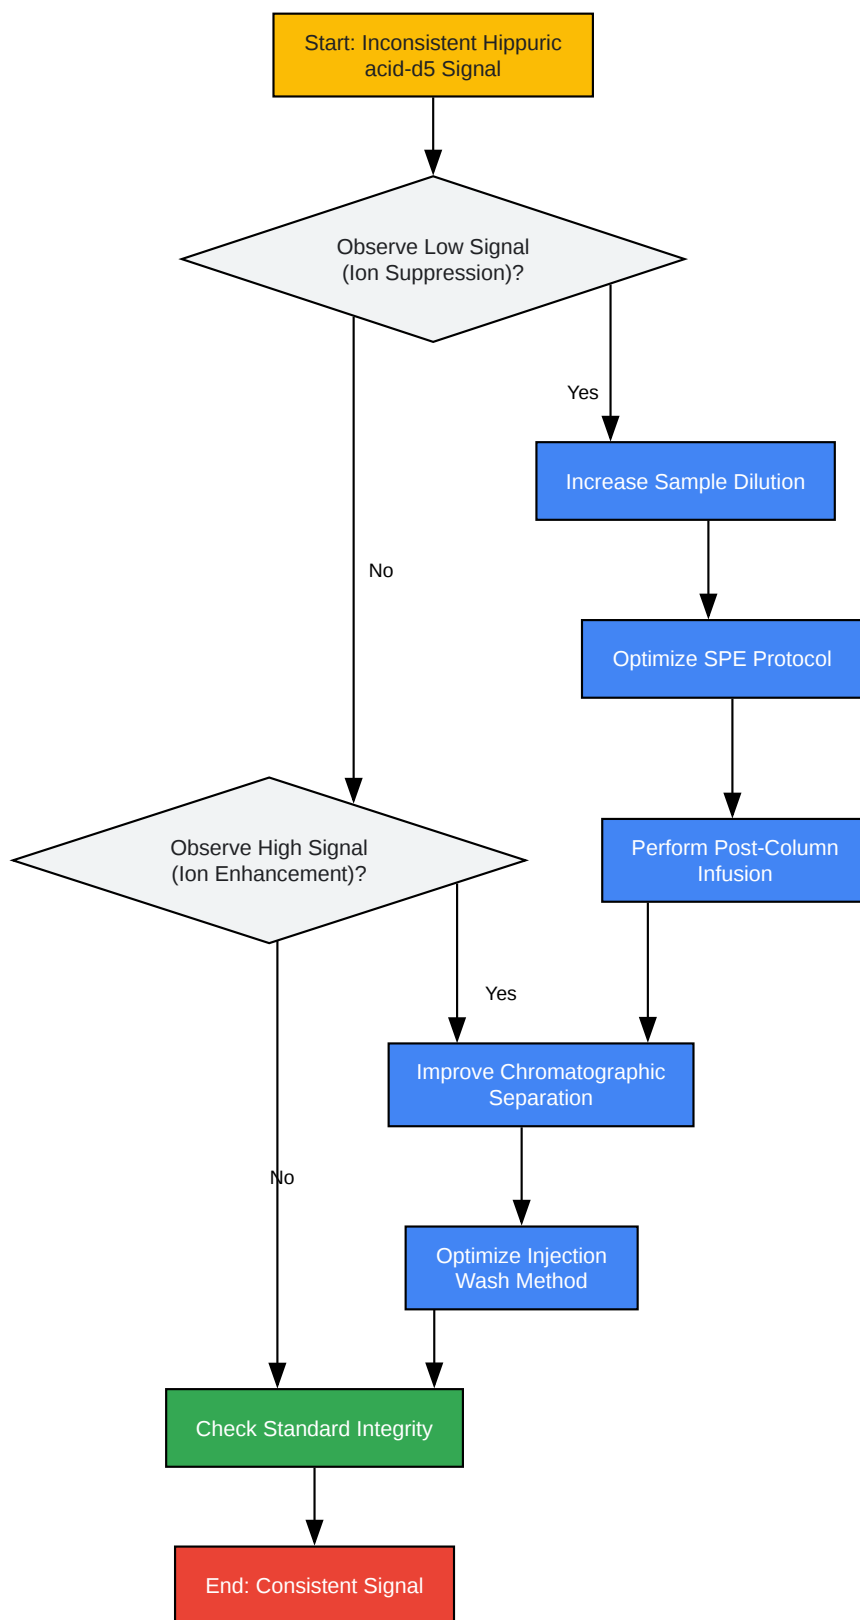 Start: Inconsistent Hippuric
acid-d5 Signal
Observe Low Signal
(Ion Suppression)?
Yes
Increase Sample Dilution
No
Optimize SPE Protocol
Observe High Signal
(Ion Enhancement)?
Perform Post-Column
Infusion
Yes
Improve Chromatographic
Separation
No
Optimize Injection
Wash Method
Check Standard Integrity
End: Consistent Signal